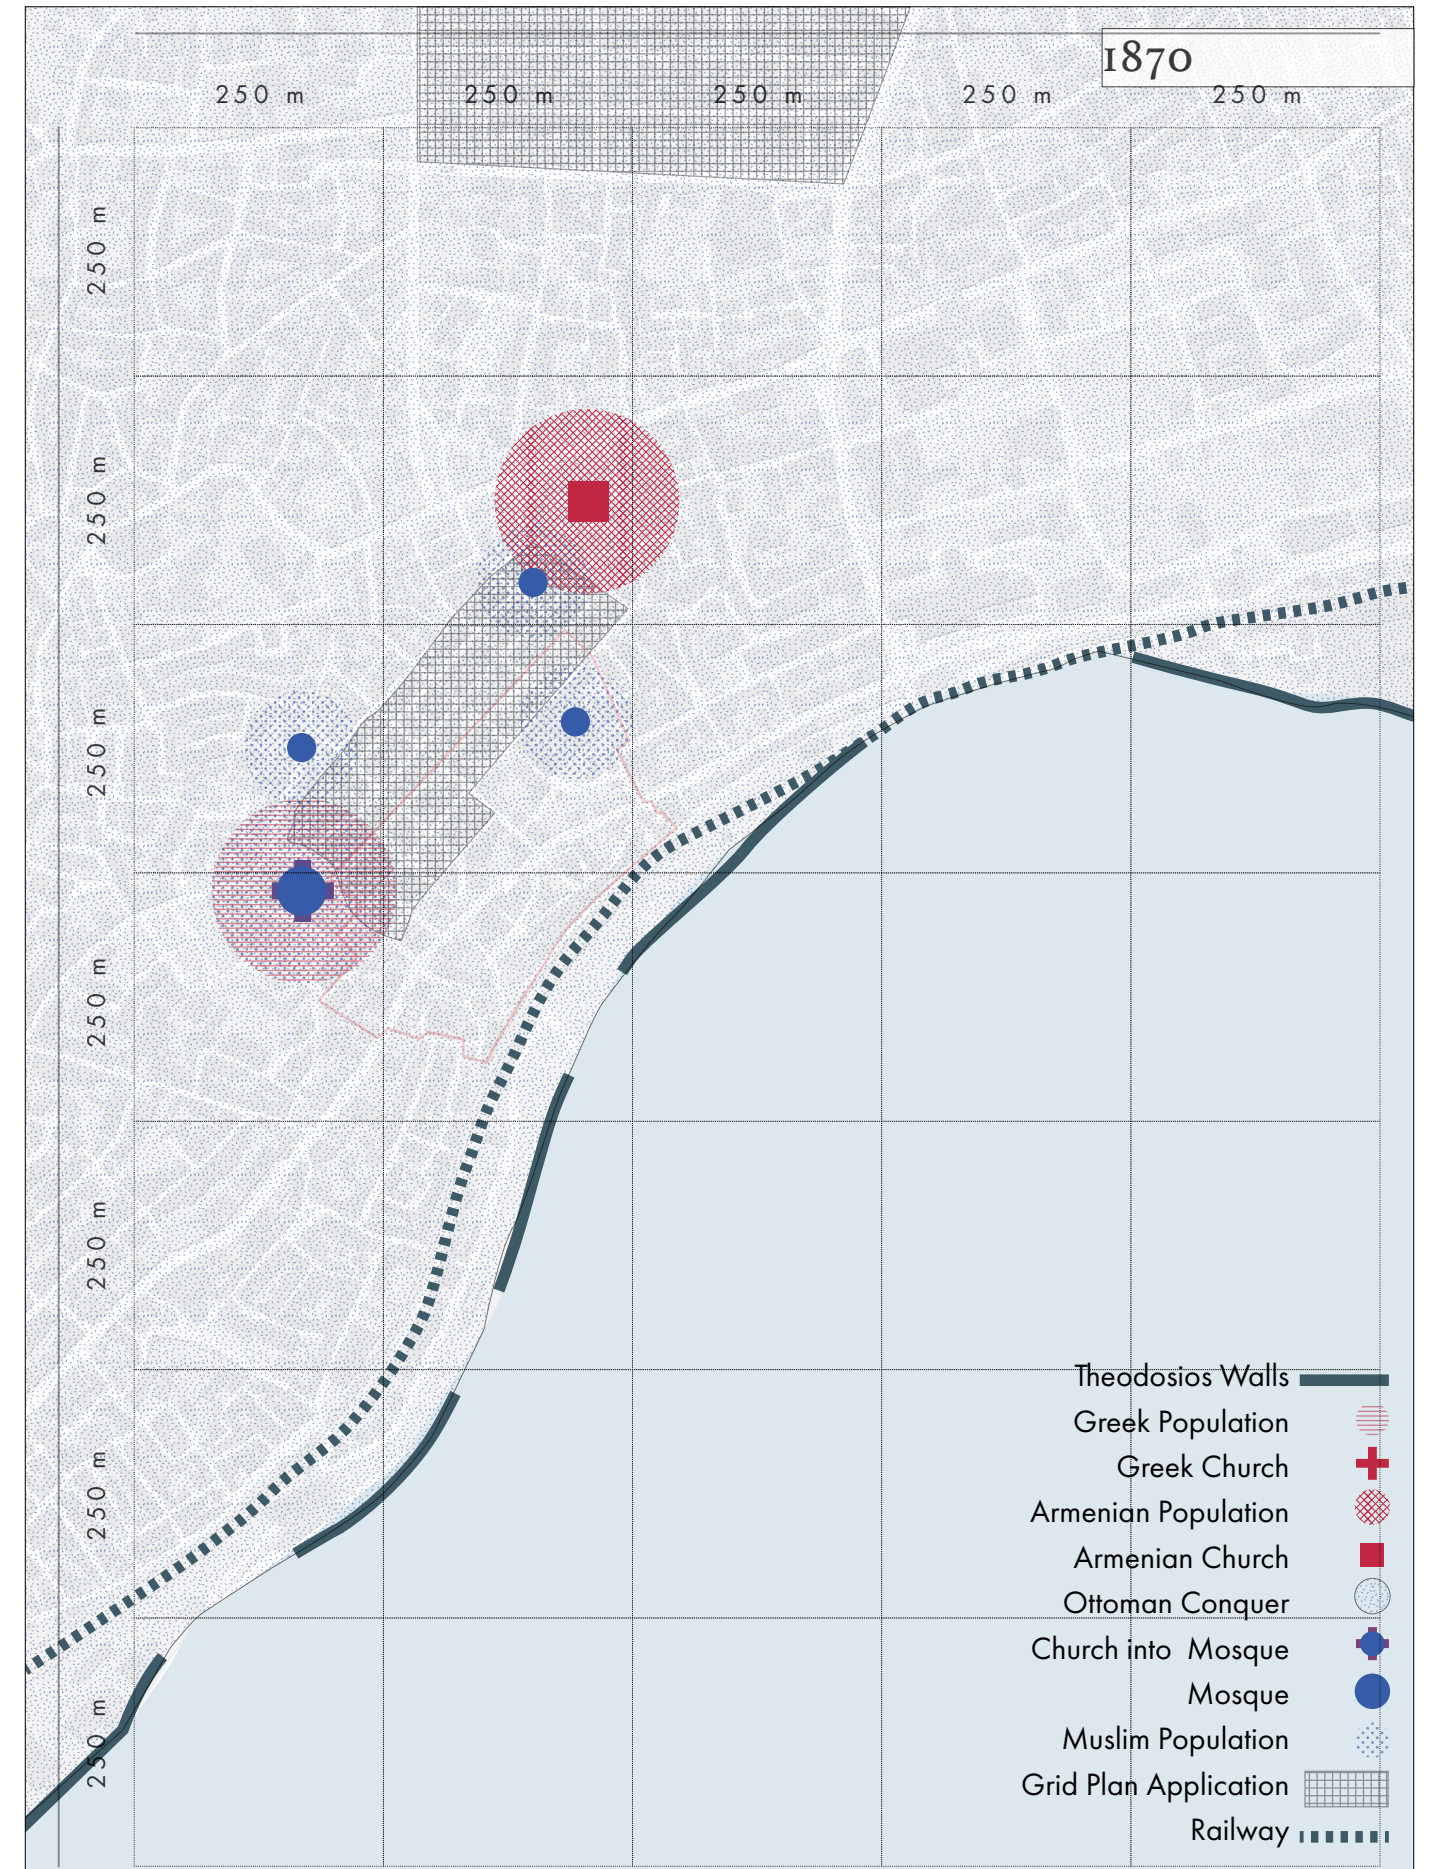 1870
250 m 250 m 250 m 250 m 250 m
250 m
250 m
250 m
250 m
250 m
250 m
250 m
Theodosios Walls
Greek Population
Greek Church
Armenian Population
Armenian Church
Ottoman Conquer
Church into Mosque
Mosque
Muslim Population
Grid Plan Application
Railway